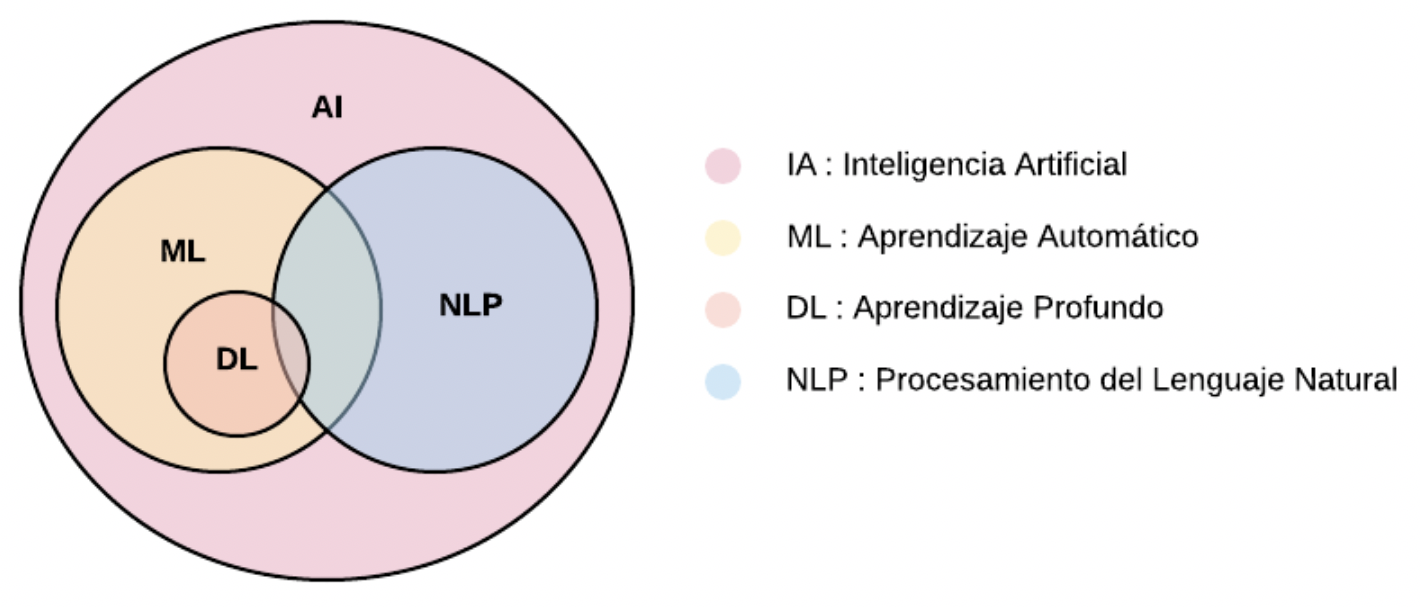 AI
ML
NLP
DL
IA : Inteligencia Artificial
ML : Aprendizaje Automático
DL : Aprendizaje Profundo
NLP : Procesamiento del Lenguaje Natural